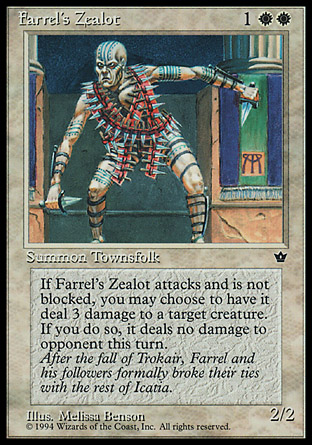 Farrel's Zealot 1
Summon Townsfolk
If Farrel's Zealot attacks and is not
blocked, you may choose to have it
deal 3 damage to a target creature.
If you do so, it deals no damage to
opponent this turn.
After the fall of Trokair, Farrel and
his followers formally broke their ties
with the rest of Icatia.
Illus. Melissa Benson 2/2
© 1994 Wizards of the Coast, Inc. All rights reserved.